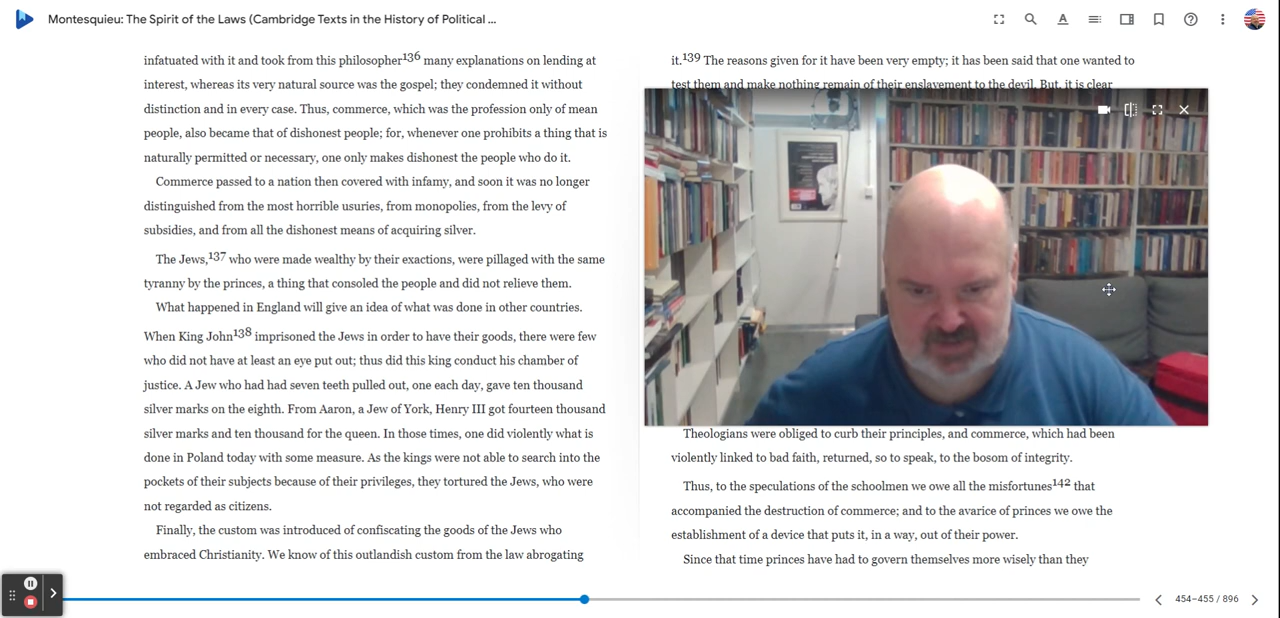 Montesquieu: The Spirit of the Laws (Cambridge Texts in the History of Political ...
infatuated with it and took from this philosopher136 many explanations on lending at
interest, whereas its very natural source was the gospel; they condemned it without
distinction and in every case. Thus, commerce, which was the profession only of mean
people, also became that of dishonest people; for, whenever one prohibits a thing that is
naturally permitted or necessary, one only makes dishonest the people who do it.
Commerce passed to a nation then covered with infamy, and soon it was no longer
distinguished from the most horrible usuries, from monopolies, from the levy of
subsidies, and from all the dishonest means of acquiring silver.
The Jews,137 who were made wealthy by their exactions, were pillaged with the same
tyranny by the princes, a thing that consoled the people and did not relieve them.
What happened in England will give an idea of what was done in other countries.
When King John138 imprisoned the Jews in order to have their goods, there were few
who did not have at least an eye put out; thus did this king conduct his chamber of
justice. A Jew who had had seven teeth pulled out, one each day, gave ten thousand
silver marks on the eighth. From Aaron, a Jew of York, Henry III got fourteen thousand
silver marks and ten thousand for the queen. In those times, one did violently what is
done in Poland today with some measure. As the kings were not able to search into the
pockets of their subjects because of their privileges, they tortured the Jews, who were
not regarded as citizens.
Finally, the custom was introduced of confiscating the goods of the Jews who
embraced Christianity. We know of this outlandish custom from the law abrogating
it.139 The reasons given for it have been very empty; it has been said that one wanted to
test them and make nothing remain of their enslavement to the devil. But, it is clear
Theologians were obliged to curb their principles, and commerce, which had been
violently linked to bad faith, returned, so to speak, to the bosom of integrity.
Thus, to the speculations of the schoolmen we owe all the misfortunes142 that
accompanied the destruction of commerce; and to the avarice of princes we owe the
establishment of a device that puts it, in a way, out of their power.
Since that time princes have had to govern themselves more wisely than they
454–455 / 896